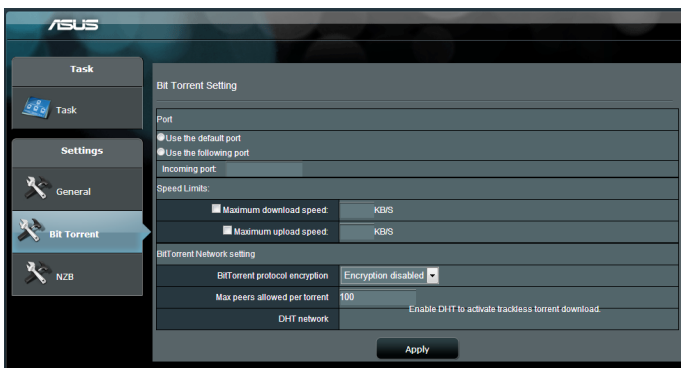 ASUS
Task
Task
Settings
General
Bit Torrent
NZB
Bit Torrent Setting
Port
Use the default port
Use the following port
Incoming port:
Speed Limits:
Maximum download speed: KB/S
Maximum upload speed: KB/S
BitTorrent Network setting
BitTorrent protocol encryption Encryption disabled
Max peers allowed per torrent 100
Enable DHT to activate trackless torrent download.
DHT network
Apply